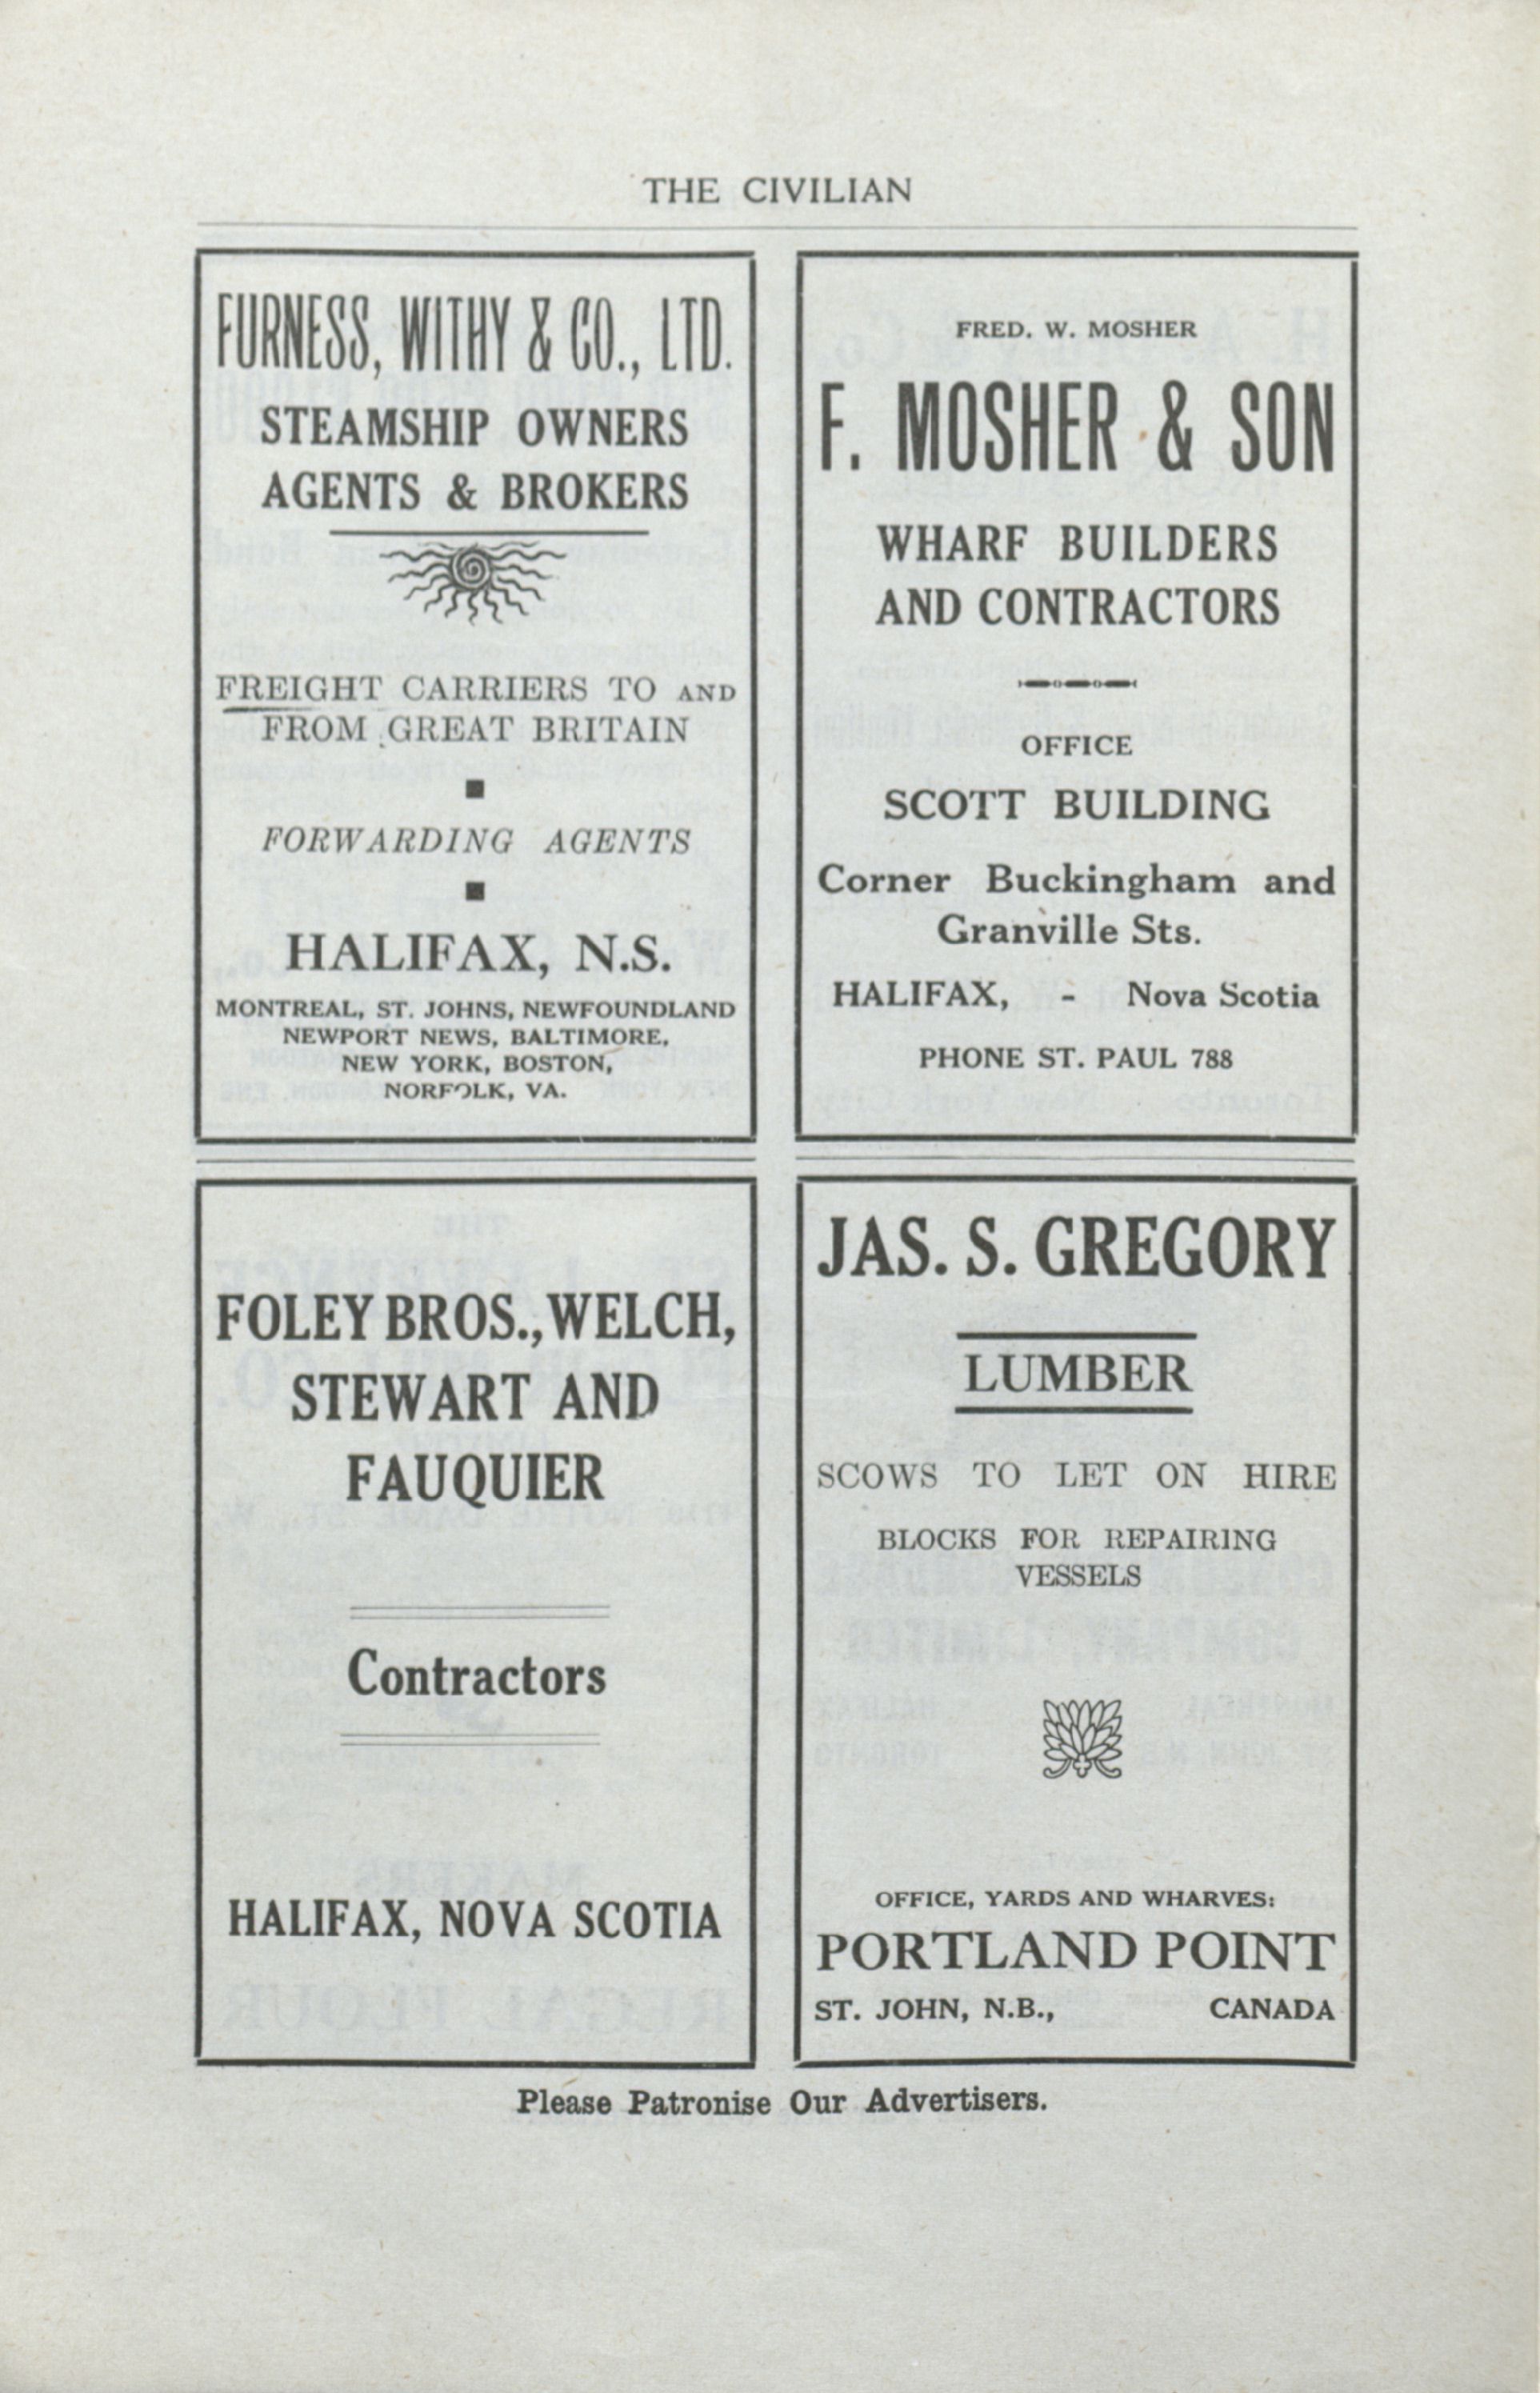 THE CIVILIAN
FURNESS, WITHY & CO., LTD.
STEAMSHIP OWNERS
AGENTS & BROKERS
FREIGHT CARRIERS TO AND
FROM GREAT BRITAIN
FORWARDING AGENTS
HALIFAX, N.S.
MONTREAL, ST. JOHNS, NEWFOUNDLAND
NEWPORT NEWS, BALTIMORE,
NEW YORK, BOSTON,
NORFOLK, VA.
FRED. W. MOSHER
F. MOSHER & SON
WHARF BUILDERS
AND CONTRACTORS
OFFICE
SCOTT BUILDING
Corner Buckingham and
Granville Sts.
HALIFAX, - Nova Scotia
PHONE ST. PAUL 788
FOLEY BROS., WELCH,
STEWART AND
FAUQUIER
Contractors
HALIFAX, NOVA SCOTIA
JAS. S. GREGORY
LUMBER
SCOWS TO LET ON HIRE
BLOCKS FOR REPAIRING
VESSELS
OFFICE, YARDS AND WHARVES:
PORTLAND POINT
ST. JOHN, N.B., CANADA
Please Patronise Our Advertisers.